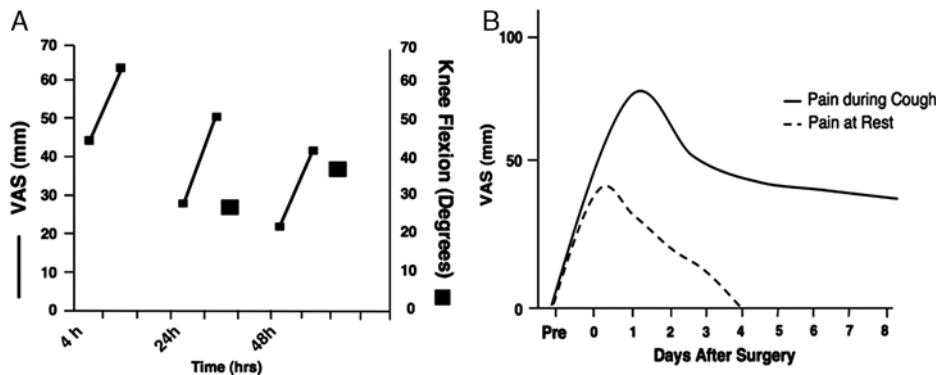 A
VAS (mm)
70
60
50
40
30
20
10
0
4 h
24h
48h
Time (hrs)
70
60
50
40
30
20
10
0
Knee Flexion (Degrees)
B
VAS (mm)
100
50
0
Pain during Cough
Pain at Rest
Pre 0 1 2 3 4 5 6 7 8
Days After Surgery